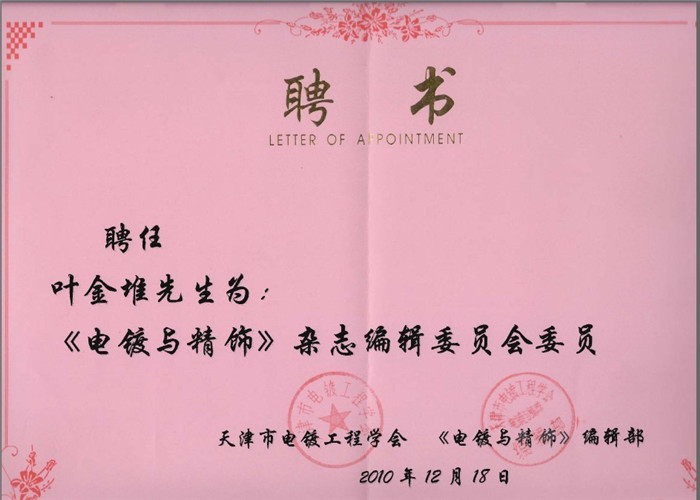 聘书
LETTER OF APPOINTMENT
聘任
叶金堆先生为：
《电镀与精饰》杂志编辑委员会委员
天津市电镀工程学会 《电镀与精饰》编辑部
2010年12月18日